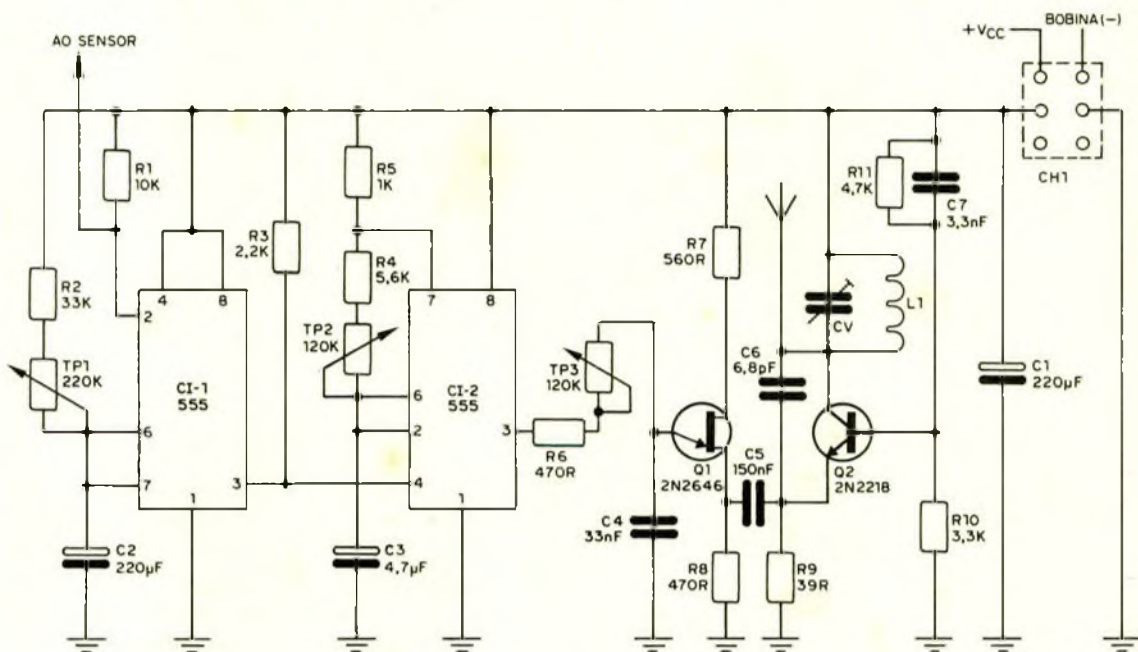 AO SENSOR
+VCC
BOBINA(-)
CH1
R1
10K
R2
33K
TP1
220K
4
8
2
6
7
1
3
CI-1
555
C2
220µF
R3
2,2K
R5
1K
R4
5,6K
TP2
120K
7
8
6
2
4
1
3
CI-2
555
C3
4,7µF
R6
470R
TP3
120K
C4
33nF
R7
560R
Q1
2N2646
R8
470R
C5
150nF
C6
6,8pF
R9
39R
CV
L1
Q2
2N2218
R11
4,7K
C7
3,3nF
R10
3,3K
C1
220µF